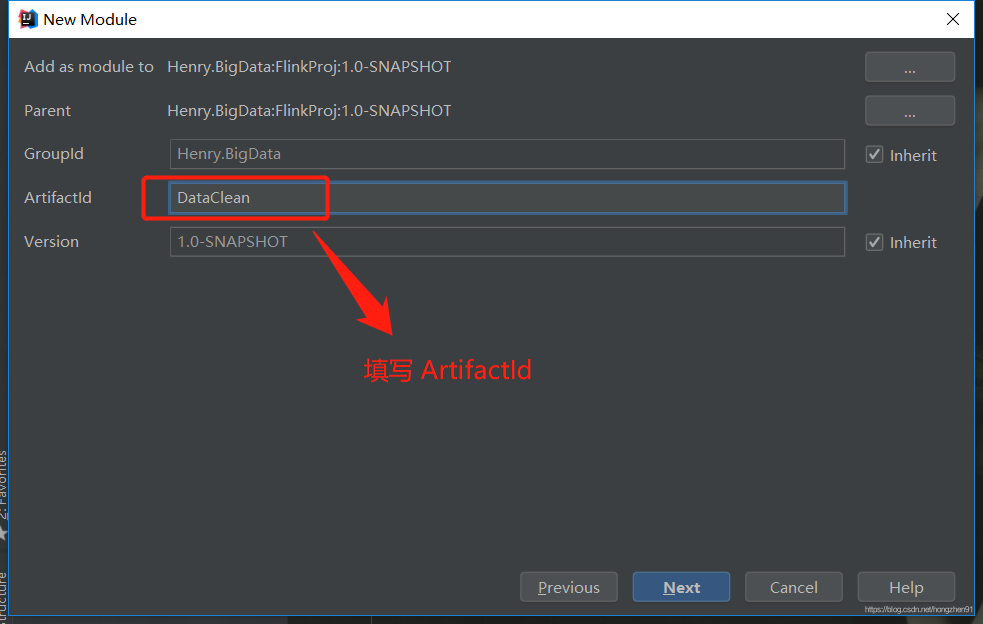 New Module
Add as module to Henry.BigData:FlinkProj:1.0-SNAPSHOT ...
Parent Henry.BigData:FlinkProj:1.0-SNAPSHOT ...
GroupId Henry.BigData Inherit
ArtifactId DataClean
Version 1.0-SNAPSHOT Inherit
填写 ArtifactId
2: Favorites
Structure
Previous Next Cancel Help
https://blog.csdn.net/hongzhen91